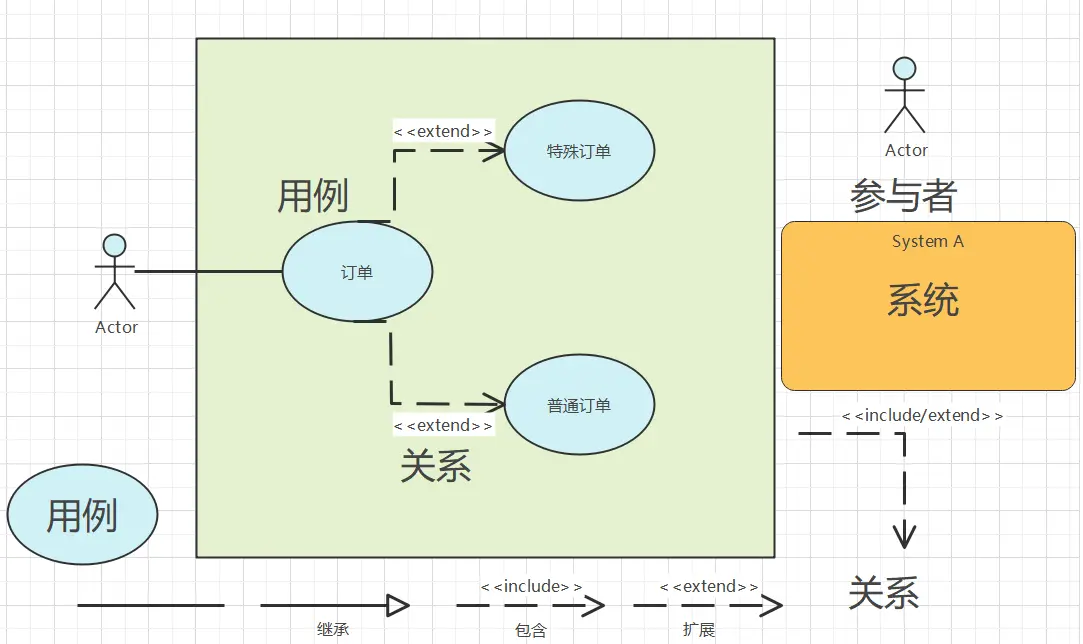 <<extend>>
特殊订单
用例
订单
Actor
普通订单
<<extend>>
关系
用例
Actor
参与者
System A
系统
<<include/extend>>
关系
继承
<<include>>
包含
<<extend>>
扩展